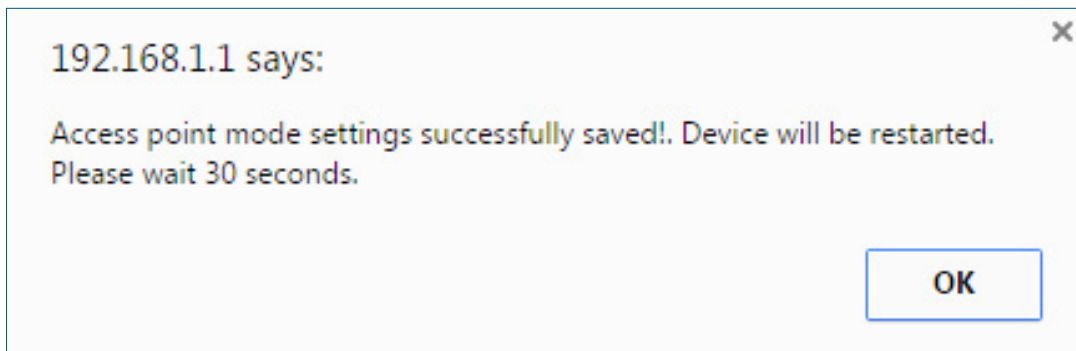 192.168.1.1 says:
Access point mode settings successfully saved!. Device will be restarted.
Please wait 30 seconds.
OK